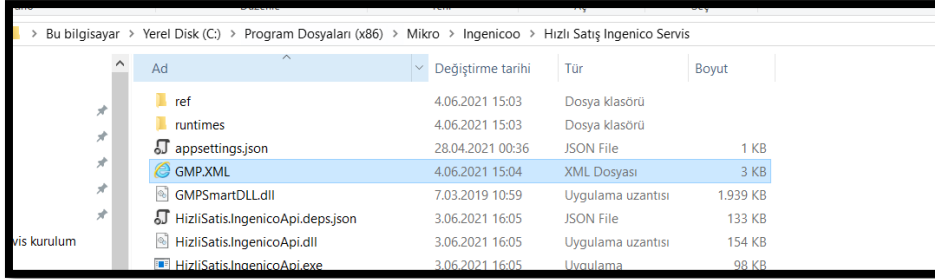 > Bu bilgisayar > Yerel Disk (C:) > Program Dosyaları (x86) > Mikro > Ingenicoo > Hızlı Satış Ingenico Servis
Ad Değiştirme tarihi Tür Boyut
ref 4.06.2021 15:03 Dosya klasörü
runtimes 4.06.2021 15:03 Dosya klasörü
appsettings.json 28.04.2021 00:36 JSON File 1 KB
GMP.XML 4.06.2021 15:04 XML Dosyası 3 KB
GMPSmartDLL.dll 7.03.2019 10:59 Uygulama uzantısı 1.939 KB
HizliSatis.IngenicoApi.deps.json 3.06.2021 16:05 JSON File 133 KB
vis kurulum HizliSatis.IngenicoApi.dll 3.06.2021 16:05 Uygulama uzantısı 154 KB
HizliSatis.IngenicoApi.exe 3.06.2021 16:05 Uygulama 98 KB